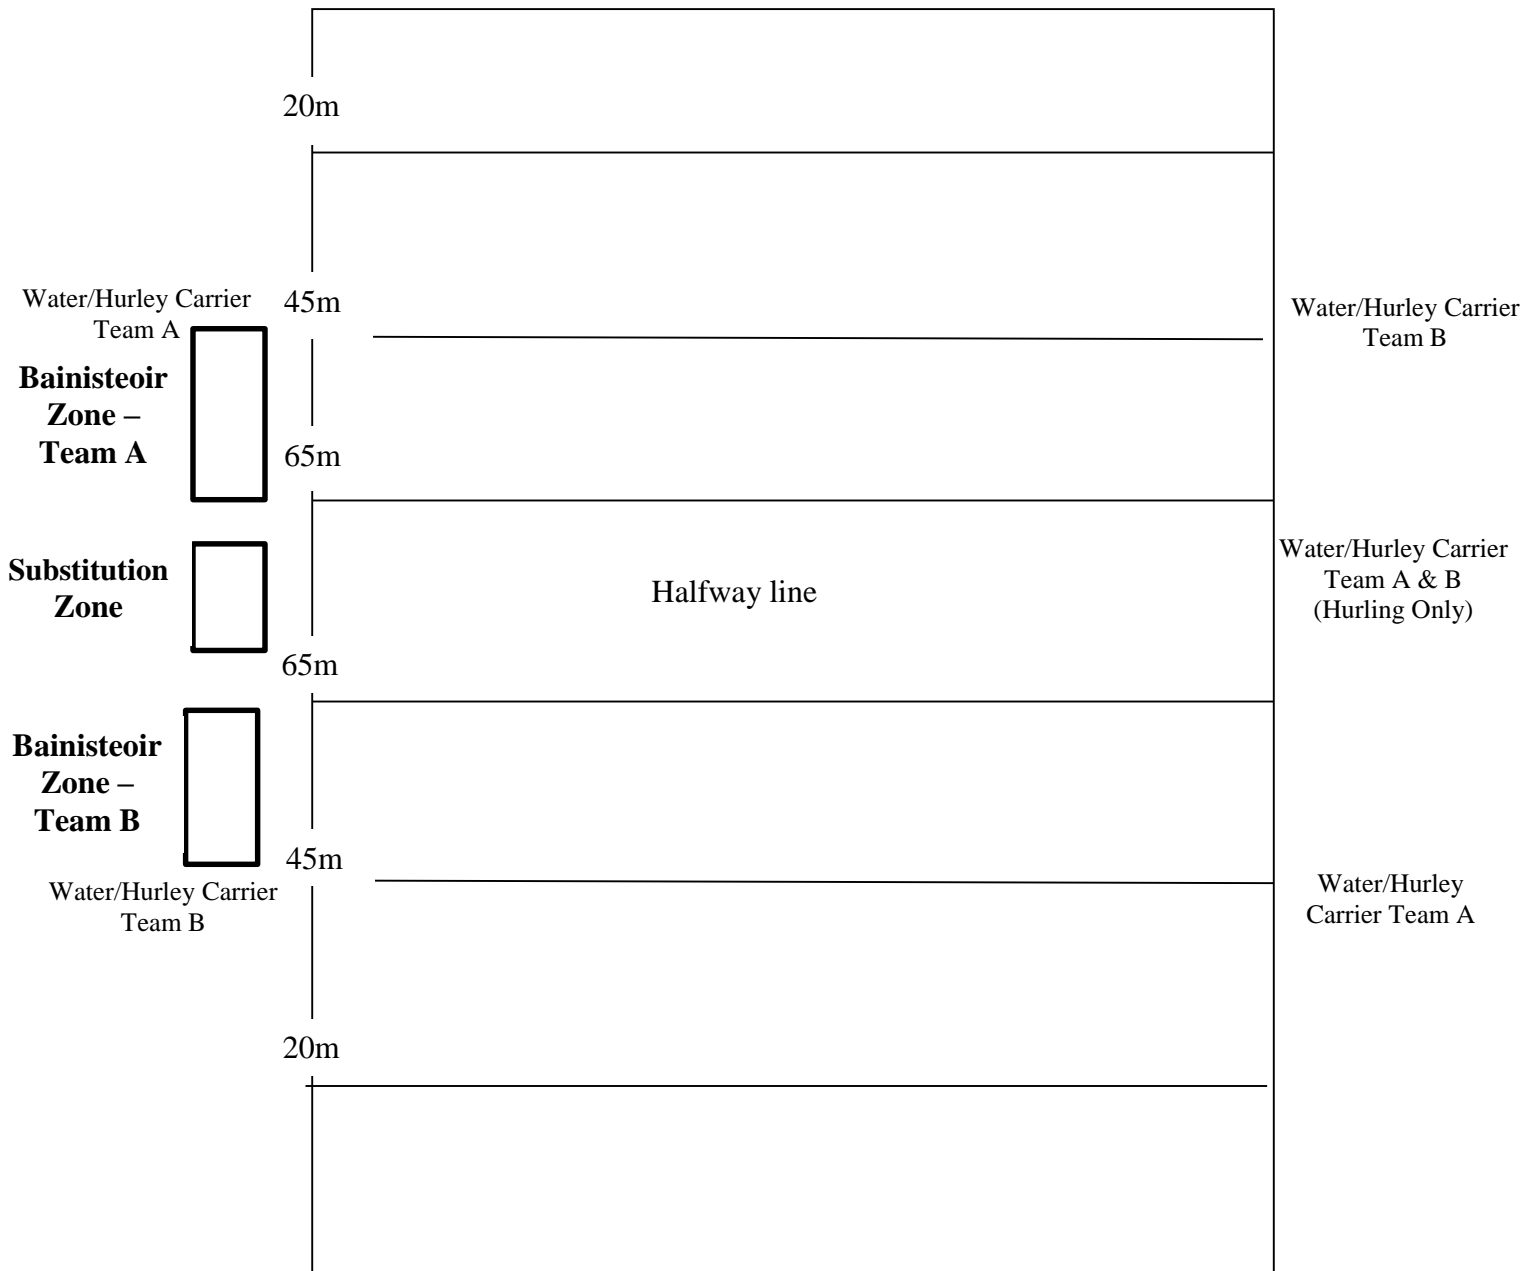 20m
Water/Hurley Carrier
Team A
45m
Water/Hurley Carrier
Team B
Bainisteoir
Zone –
Team A
65m
Substitution
Zone
Halfway line
Water/Hurley Carrier
Team A & B
(Hurling Only)
65m
Bainisteoir
Zone –
Team B
45m
Water/Hurley Carrier
Team B
Water/Hurley
Carrier Team A
20m